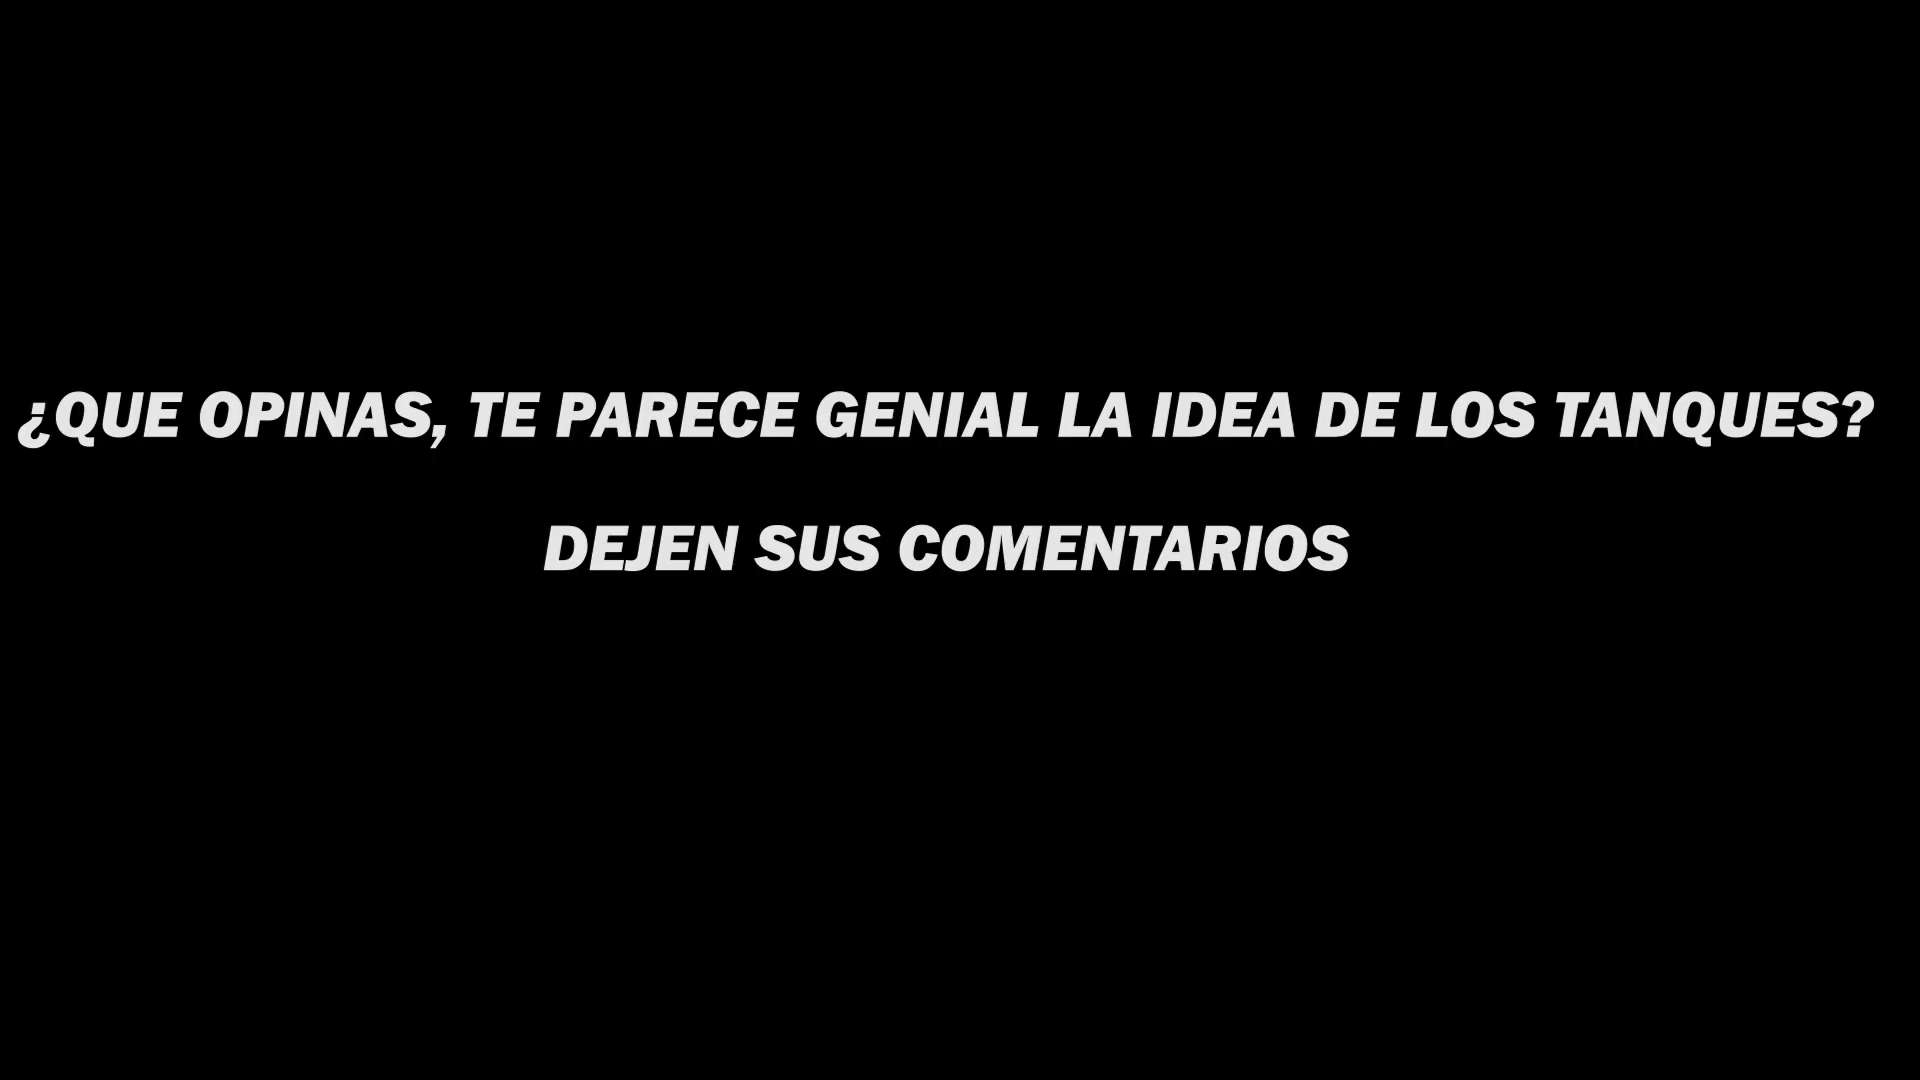 ¿QUE OPINAS, TE PARECE GENIAL LA IDEA DE LOS TANQUES?
DEJEN SUS COMENTARIOS